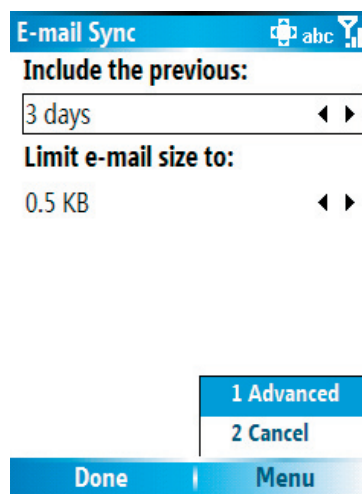 E-mail Sync abc
Include the previous:
3 days
Limit e-mail size to:
0.5 KB
1 Advanced
2 Cancel
Done Menu